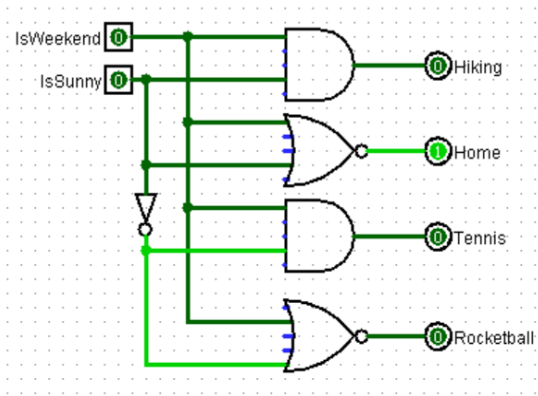 IsWeekend 0
IsSunny 0
0 Hiking
1 Home
0 Tennis
0 Rocketball